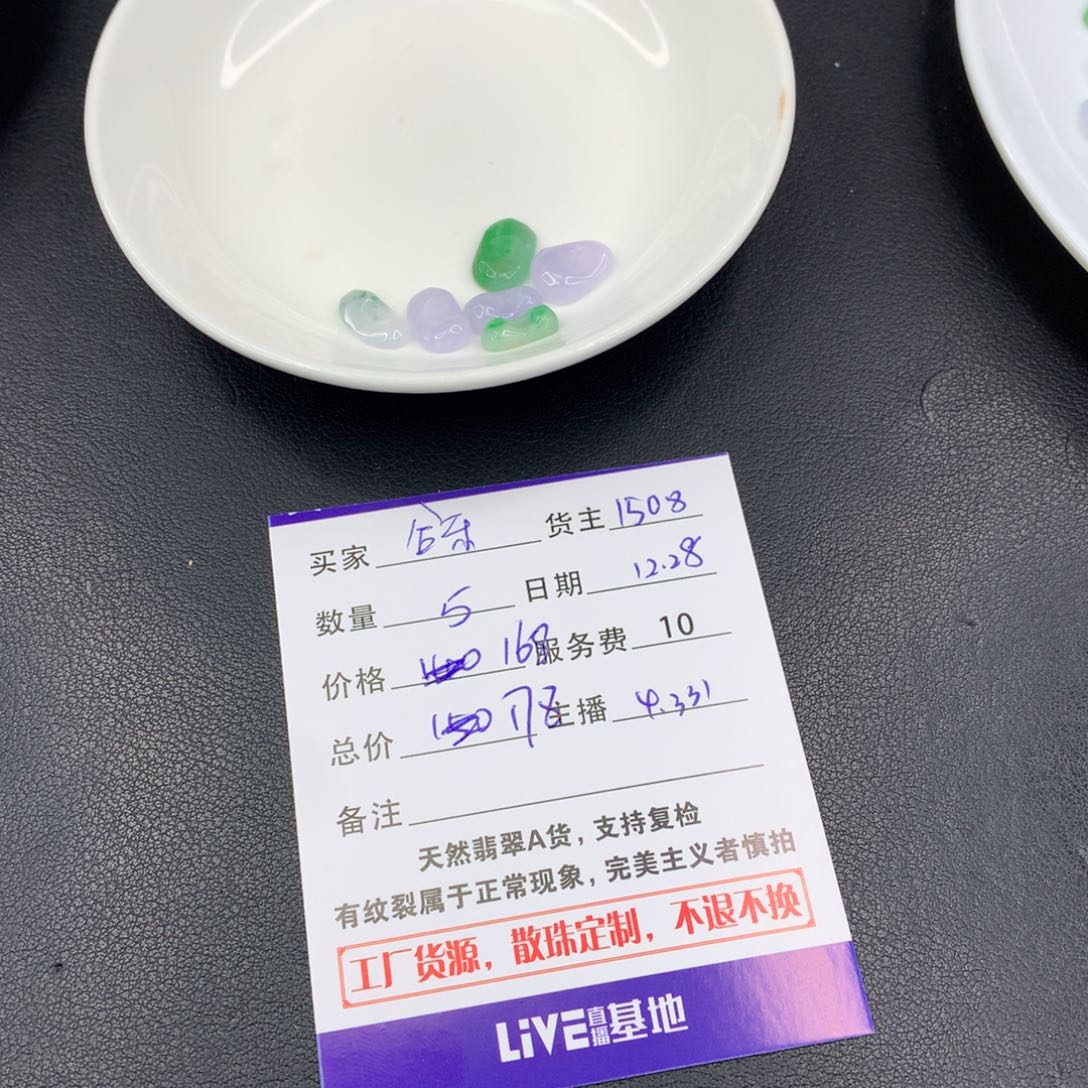 买家 货主 1508
数量 5 日期 12.28
价格 168 服务费 10
总价 178 主播 4.331
备注
天然翡翠A货，支持复检
有纹裂属于正常现象，完美主义者慎拍
工厂货源，散珠定制，不退不换
LiVE直播基地